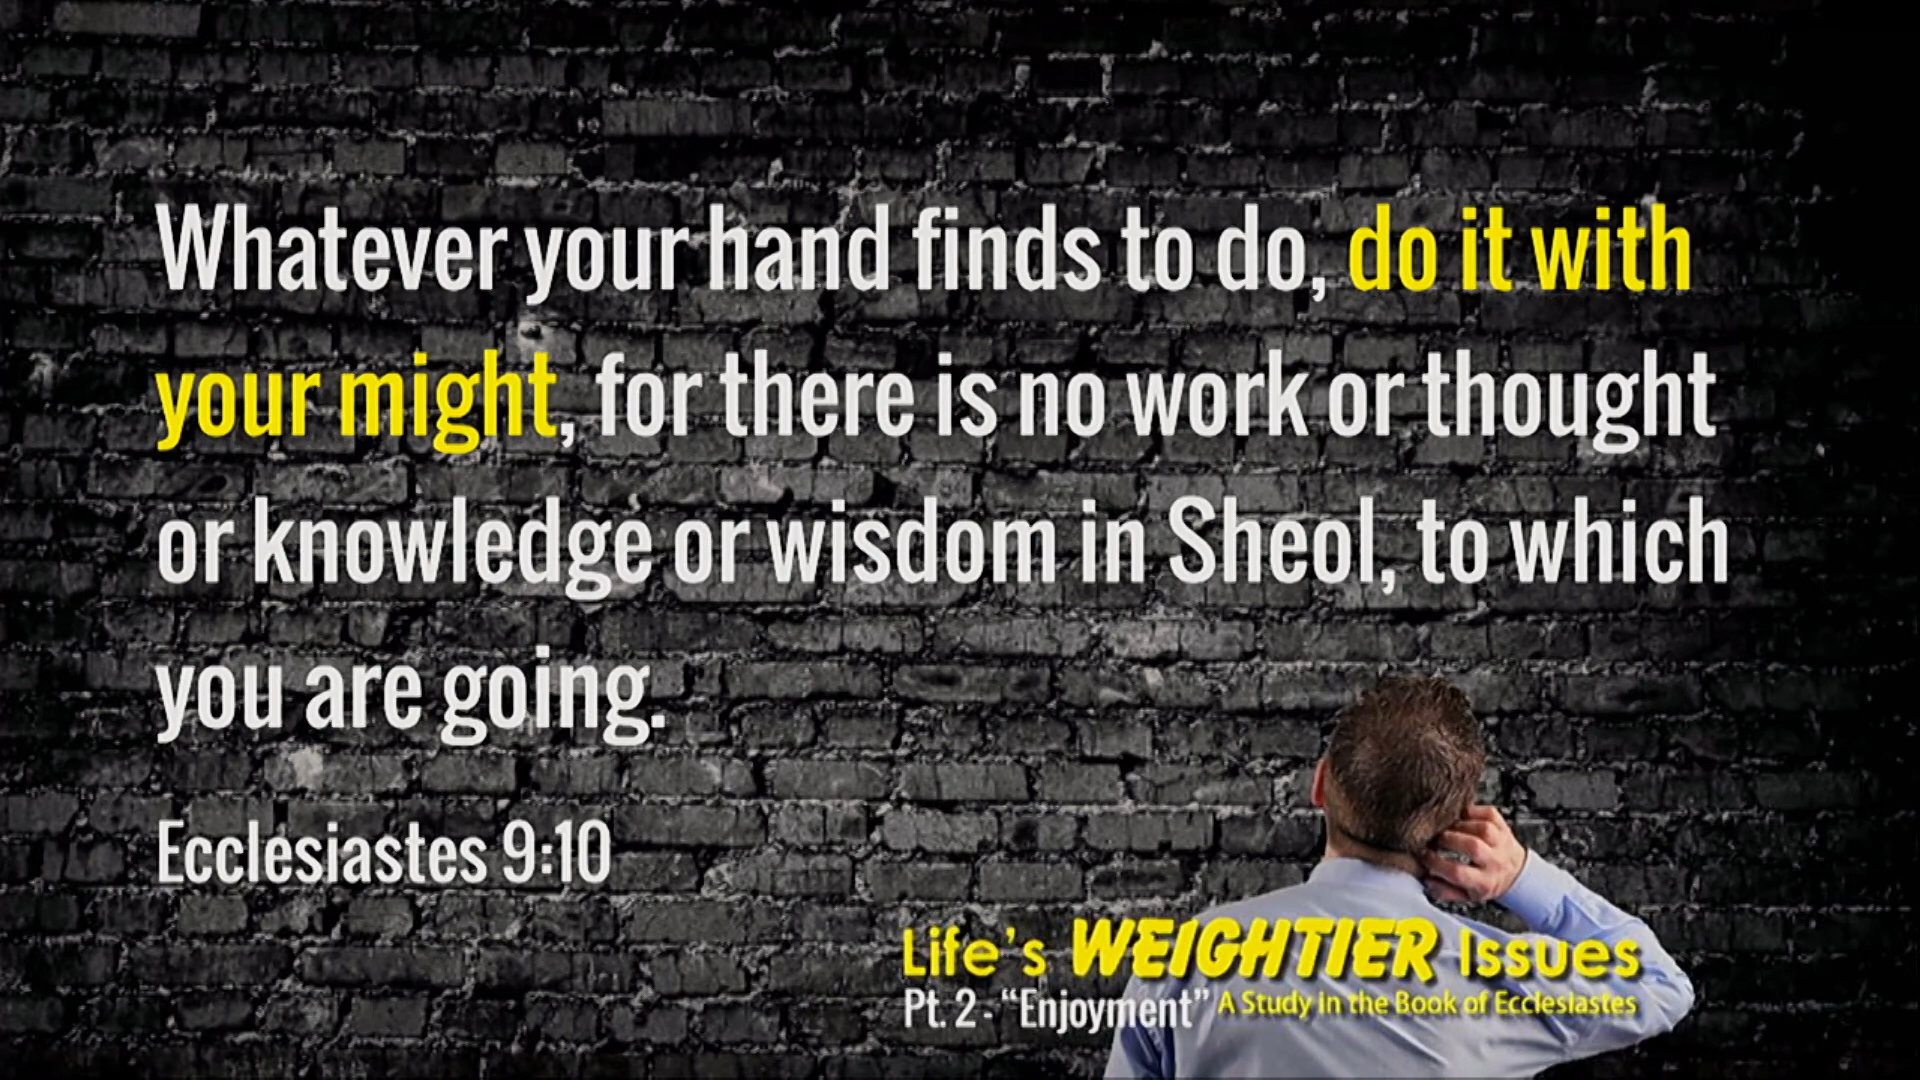 Whatever your hand finds to do, do it with
your might, for there is no work or thought
or knowledge or wisdom in Sheol, to which
you are going.
Ecclesiastes 9:10
Life's WEIGHTIER Issues
Pt. 2 - “Enjoyment” A Study in the Book of Ecclesiastes